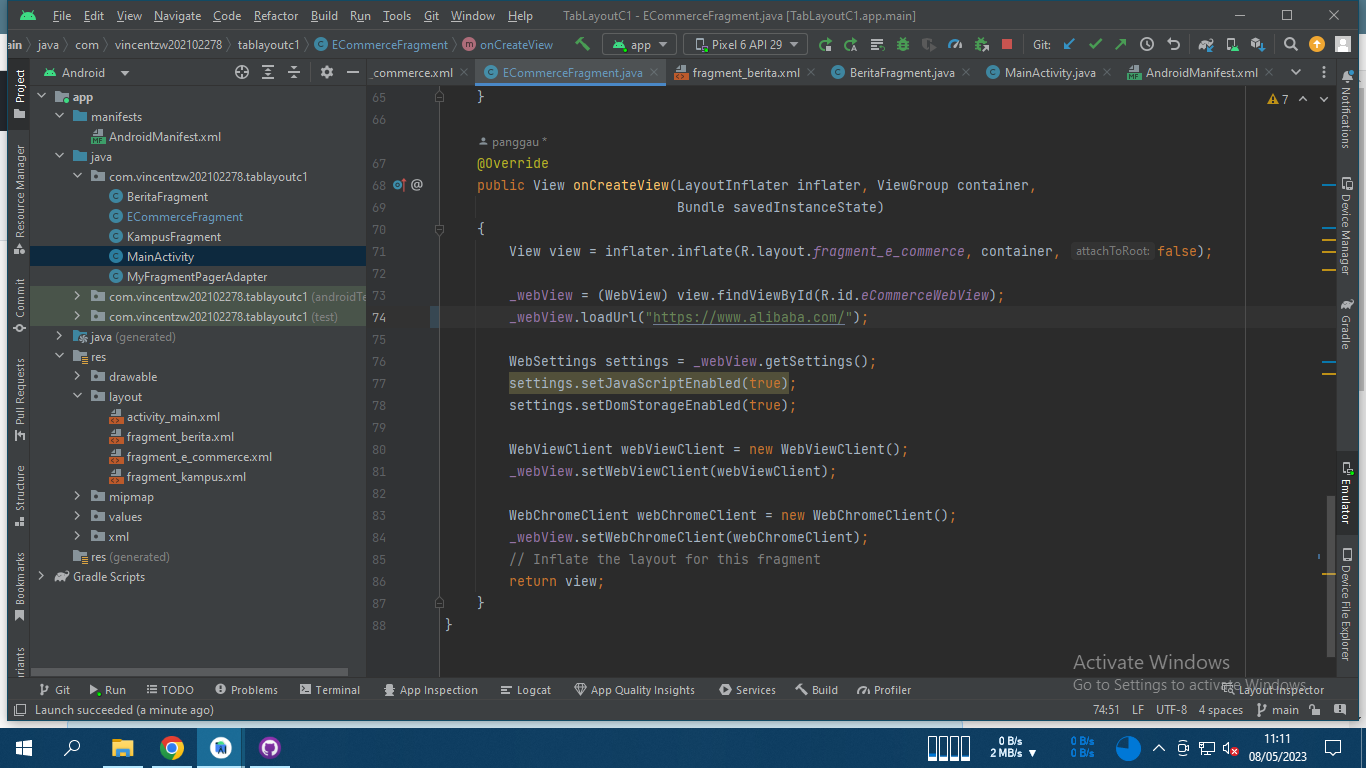 File Edit View Navigate Code Refactor Build Run Tools Git Window Help TabLayoutC1 - ECommerceFragment.java [TabLayoutC1.app.main]
ain java com vincentzw202102278 tablayoutc1 ECommerceFragment onCreateView app Pixel 6 API 29 Git:
Android _commerce.xml ECommerceFragment.java fragment_berita.xml BeritaFragment.java MainActivity.java AndroidManifest.xml
Project
Resource Manager
Commit
Pull Requests
Structure
Bookmarks
riants
app
manifests
AndroidManifest.xml
java
com.vincentzw202102278.tablayoutc1
BeritaFragment
ECommerceFragment
KampusFragment
MainActivity
MyFragmentPagerAdapter
com.vincentzw202102278.tablayoutc1 (androidTe
com.vincentzw202102278.tablayoutc1 (test)
java (generated)
res
drawable
layout
activity_main.xml
fragment_berita.xml
fragment_e_commerce.xml
fragment_kampus.xml
mipmap
values
xml
res (generated)
Gradle Scripts
7
65 }
66
panggau *
67 @Override
68 public View onCreateView(LayoutInflater inflater, ViewGroup container,
69 Bundle savedInstanceState)
70 {
71 View view = inflater.inflate(R.layout.fragment_e_commerce, container, attachToRoot: false);
72
73 _webView = (WebView) view.findViewById(R.id.eCommerceWebView);
74 _webView.loadUrl("https://www.alibaba.com/");
75
76 WebSettings settings = _webView.getSettings();
77 settings.setJavaScriptEnabled(true);
78 settings.setDomStorageEnabled(true);
79
80 WebViewClient webViewClient = new WebViewClient();
81 _webView.setWebViewClient(webViewClient);
82
83 WebChromeClient webChromeClient = new WebChromeClient();
84 _webView.setWebChromeClient(webChromeClient);
85 // Inflate the layout for this fragment
86 return view;
87 }
88 }
Notifications
Device Manager
Gradle
Emulator
Device File Explorer
Activate Windows
Go to Settings to activate Windows.
Git Run TODO Problems Terminal App Inspection Logcat App Quality Insights Services Build Profiler Layout Inspector
Launch succeeded (a minute ago) 74:51 LF UTF-8 4 spaces main
0 B/s 0 B/s 11:11
2 MB/s 0 B/s 08/05/2023